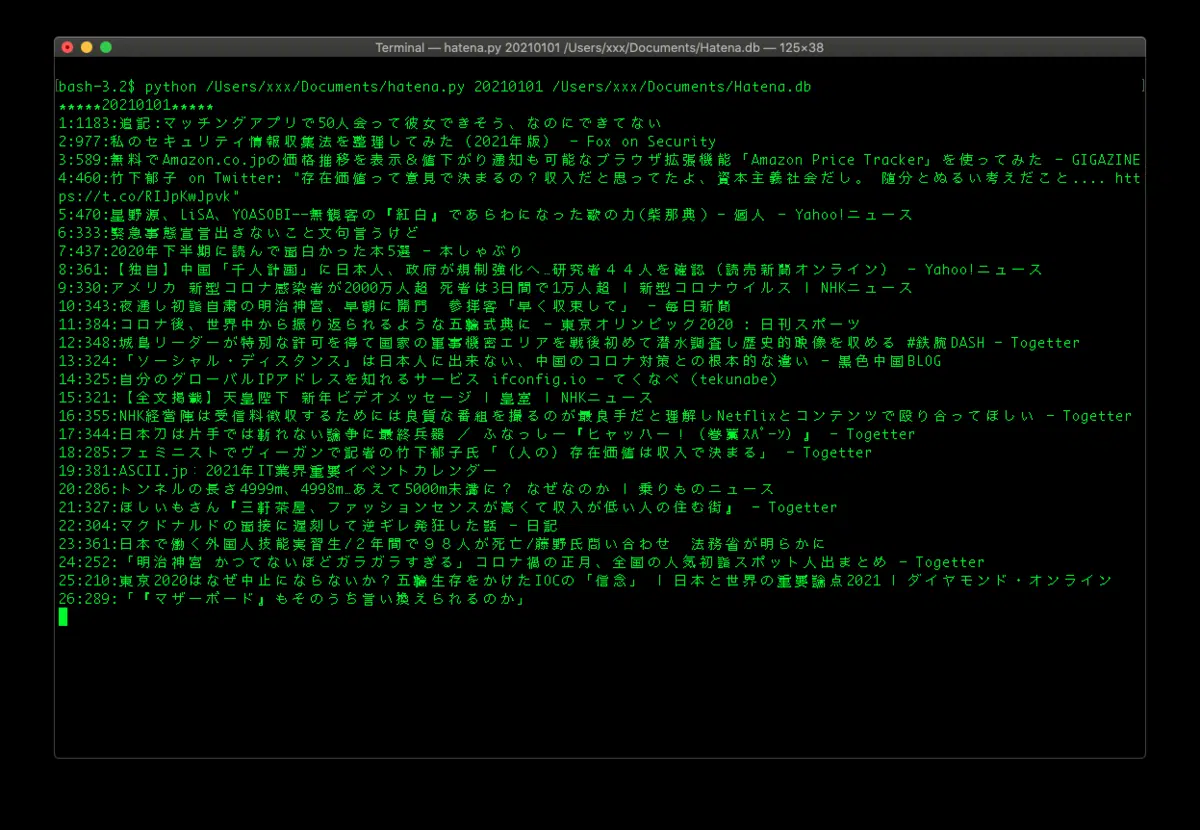 Terminal — hatena.py 20210101 /Users/xxx/Documents/Hatena.db — 125×38
[bash-3.2$ python /Users/xxx/Documents/hatena.py 20210101 /Users/xxx/Documents/Hatena.db ]
*****20210101*****
1:1183:追記:マッチングアプリで50人会って彼女できそう、なのにできてない
2:977:私のセキュリティ情報収集法を整理してみた（2021年版） - Fox on Security
3:589:無料でAmazon.co.jpの価格推移を表示＆値下がり通知も可能なブラウザ拡張機能「Amazon Price Tracker」を使ってみた - GIGAZINE
4:460:竹下郁子 on Twitter: "存在価値って意見で決まるの？収入だと思ってたよ、資本主義社会だし。 随分とぬるい考えだこと.... htt
ps://t.co/RIJpKwJpvk"
5:470:星野源、LiSA、YOASOBI--無観客の『紅白』であらわになった歌の力(柴那典) - 個人 - Yahoo!ニュース
6:333:緊急事態宣言出さないこと文句言うけど
7:437:2020年下半期に読んで面白かった本5選 - 本しゃぶり
8:361:【独自】中国「千人計画」に日本人、政府が規制強化へ…研究者４４人を確認（読売新聞オンライン） - Yahoo!ニュース
9:330:アメリカ 新型コロナ感染者が2000万人超 死者は3日間で1万人超 | 新型コロナウイルス | NHKニュース
10:343:夜通し初詣自粛の明治神宮、早朝に開門　参拝客「早く収束して」 - 毎日新聞
11:384:コロナ後、世界中から振り返られるような五輪式典に - 東京オリンピック2020 : 日刊スポーツ
12:348:城島リーダーが特別な許可を得て国家の軍事機密エリアを戦後初めて潜水調査し歴史的映像を収める #鉄腕DASH - Togetter
13:324:「ソーシャル・ディスタンス」は日本人に出来ない、中国のコロナ対策との根本的な違い - 黒色中国BLOG
14:325:自分のグローバルIPアドレスを知れるサービス ifconfig.io - てくなべ (tekunabe)
15:321:【全文掲載】天皇陛下 新年ビデオメッセージ | 皇室 | NHKニュース
16:355:NHK経営陣は受信料徴収するためには良質な番組を撮るのが最良手だと理解しNetflixとコンテンツで殴り合ってほしい - Togetter
17:344:日本刀は片手では斬れない論争に最終兵器 ／ ふなっしー『ヒャッハー！（巻藁ｽﾊﾟｰﾝ）』 - Togetter
18:285:フェミニストでヴィーガンで記者の竹下郁子氏「（人の）存在価値は収入で決まる」 - Togetter
19:381:ASCII.jp：2021年IT業界重要イベントカレンダー
20:286:トンネルの長さ4999m、4998m…あえて5000m未満に？ なぜなのか | 乗りものニュース
21:327:ほしいもさん『三軒茶屋、ファッションセンスが高くて収入が低い人の住む街』 - Togetter
22:304:マクドナルドの面接に遅刻して逆ギレ発狂した話 - 日記
23:361:日本で働く外国人技能実習生/２年間で９８人が死亡/藤野氏問い合わせ　法務省が明らかに
24:252:「明治神宮 かつてないほどガラガラすぎる」コロナ禍の正月、全国の人気初詣スポット人出まとめ - Togetter
25:210:東京2020はなぜ中止にならないか？五輪生存をかけたIOCの「信念」 | 日本と世界の重要論点2021 | ダイヤモンド・オンライン
26:289:「『マザーボード』もそのうち言い換えられるのか」